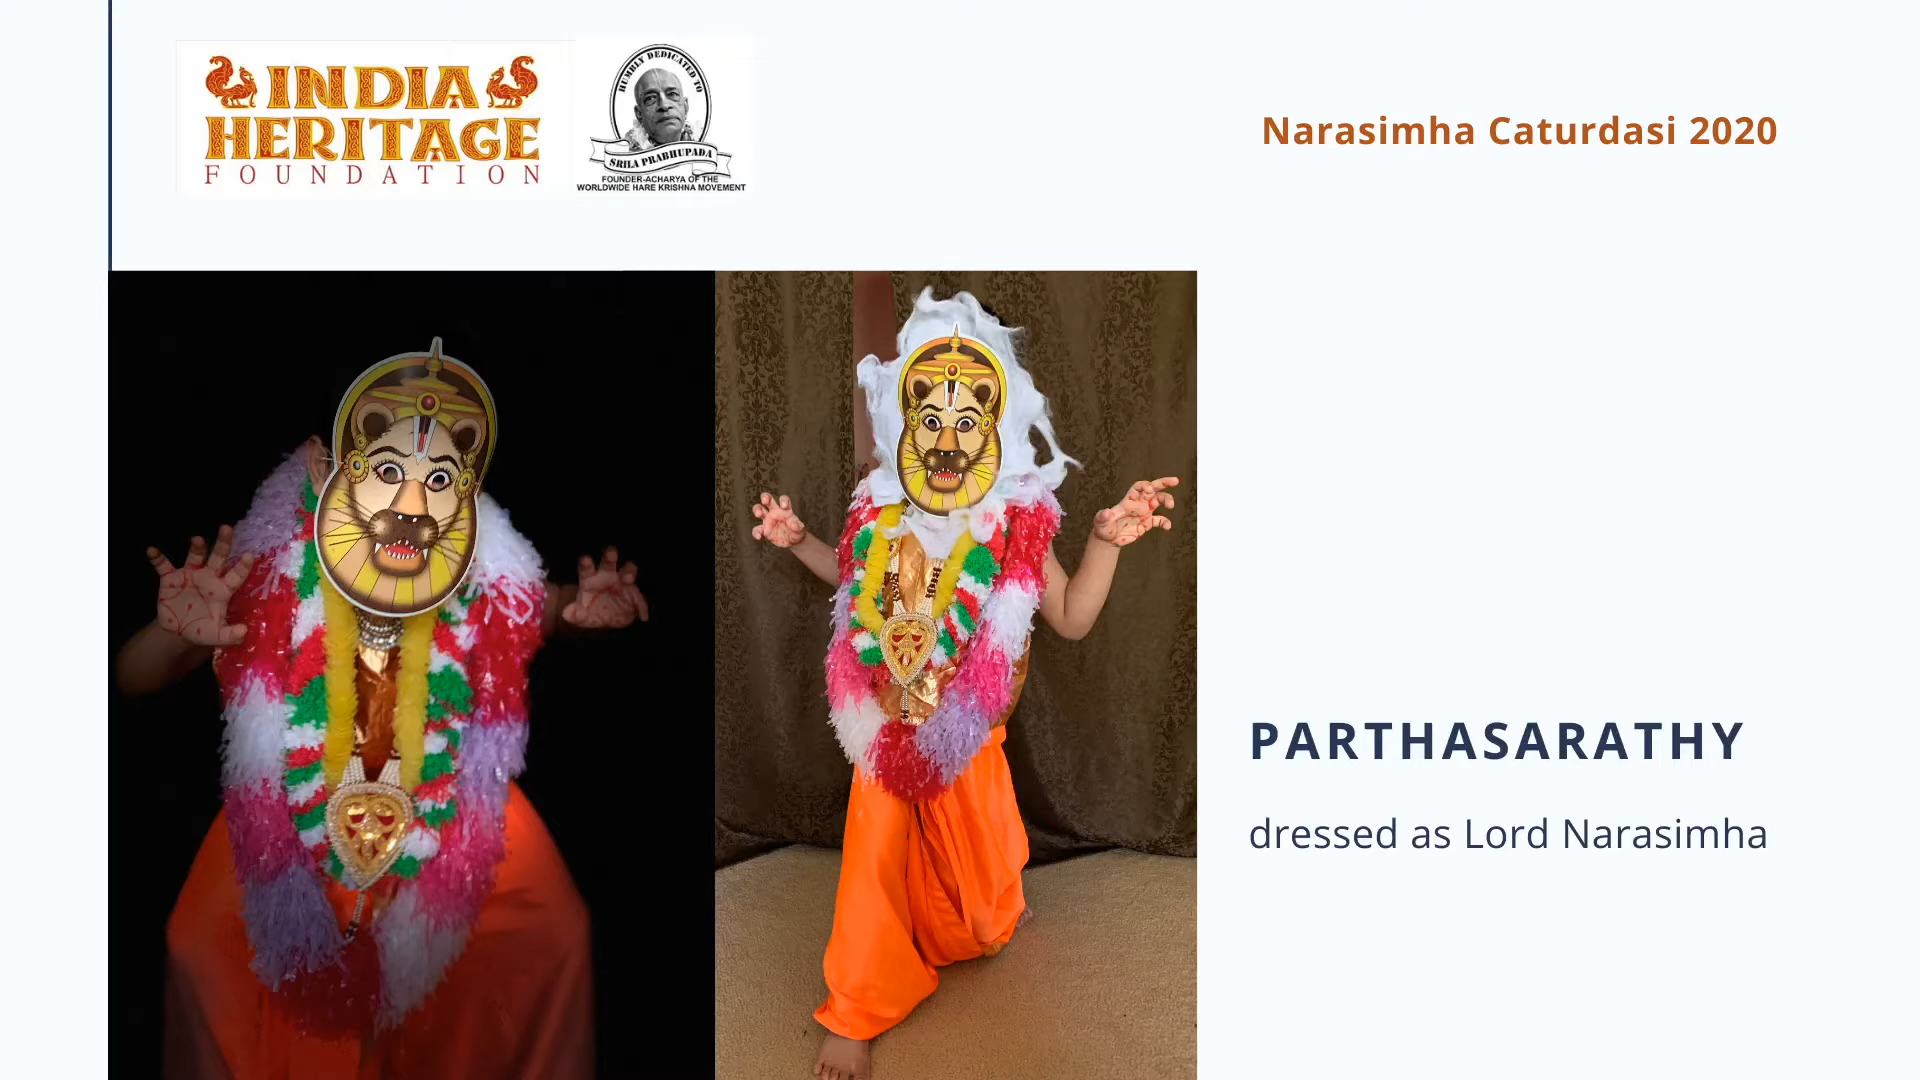 INDIA
HERITAGE
FOUNDATION
HUMBLY DEDICATED TO
SRILA PRABHUPADA
FOUNDER-ACHARYA OF THE
WORLDWIDE HARE KRISHNA MOVEMENT
Narasimha Caturdasi 2020
PARTHASARATHY
dressed as Lord Narasimha